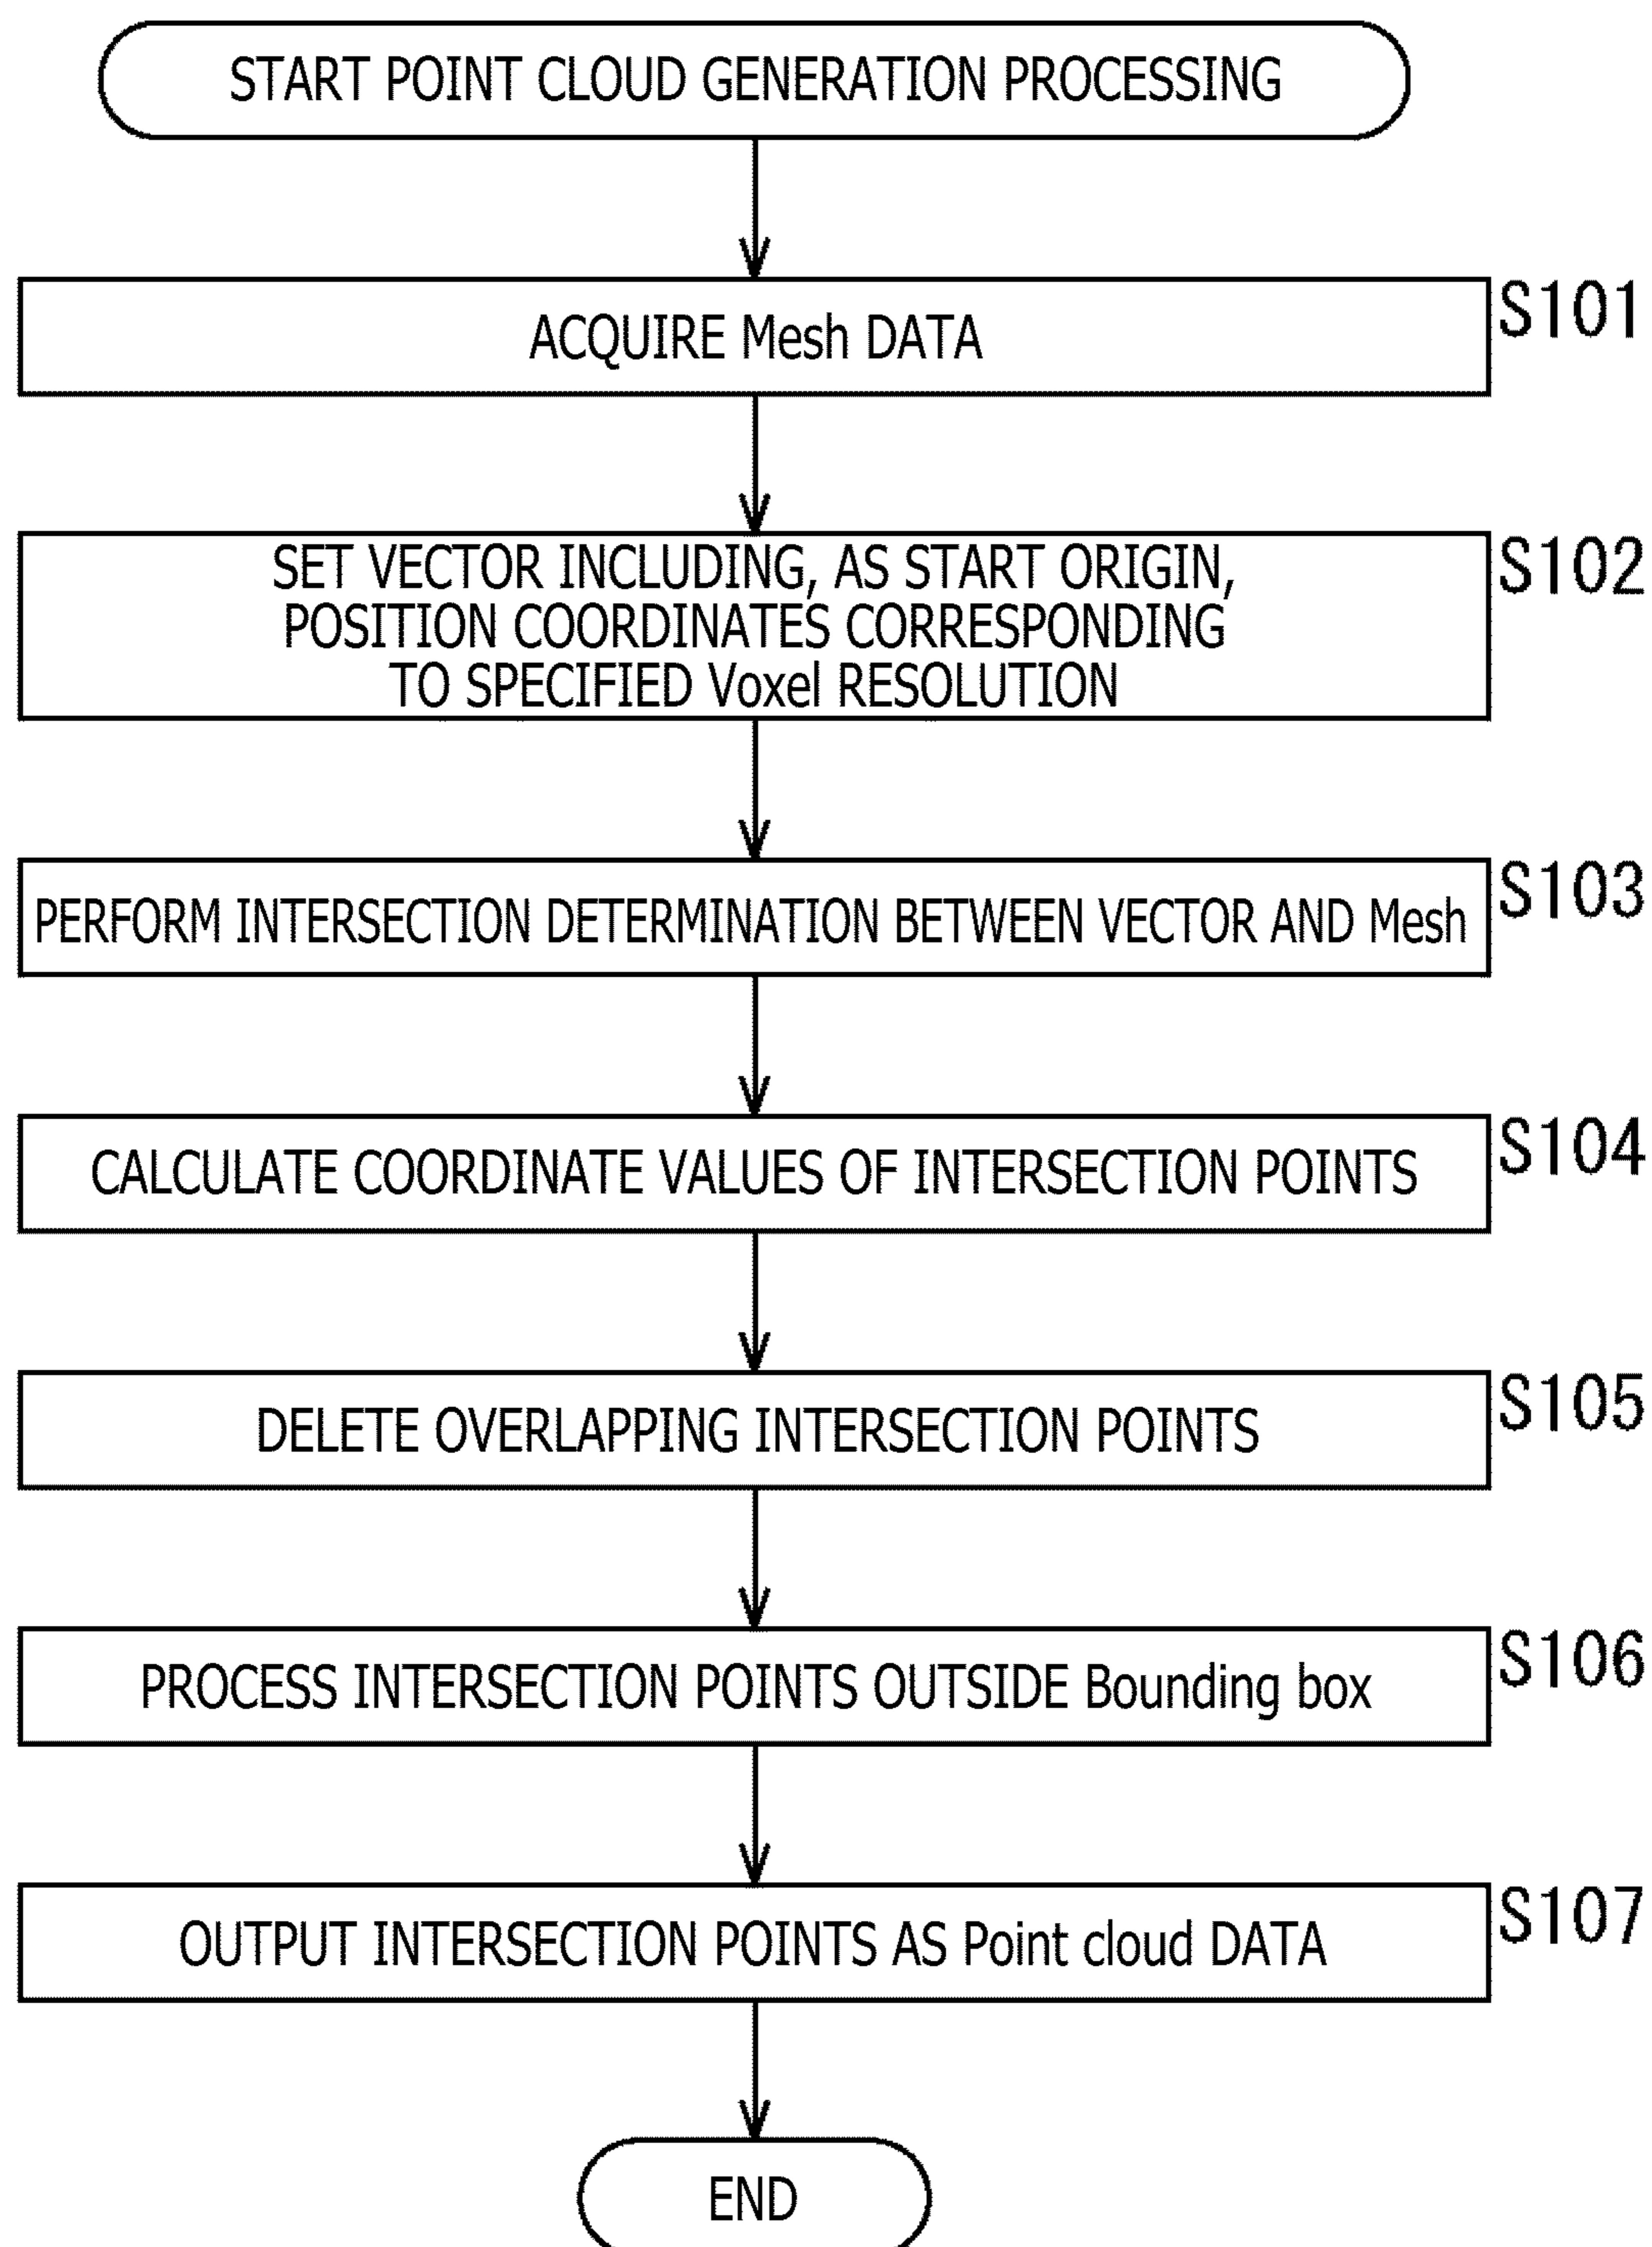 START POINT CLOUD GENERATION PROCESSING
ACQUIRE Mesh DATA
S101
SET VECTOR INCLUDING, AS START ORIGIN,
POSITION COORDINATES CORRESPONDING
TO SPECIFIED Voxel RESOLUTION
S102
PERFORM INTERSECTION DETERMINATION BETWEEN VECTOR AND Mesh
S103
CALCULATE COORDINATE VALUES OF INTERSECTION POINTS
S104
DELETE OVERLAPPING INTERSECTION POINTS
S105
PROCESS INTERSECTION POINTS OUTSIDE Bounding box
S106
OUTPUT INTERSECTION POINTS AS Point cloud DATA
S107
END